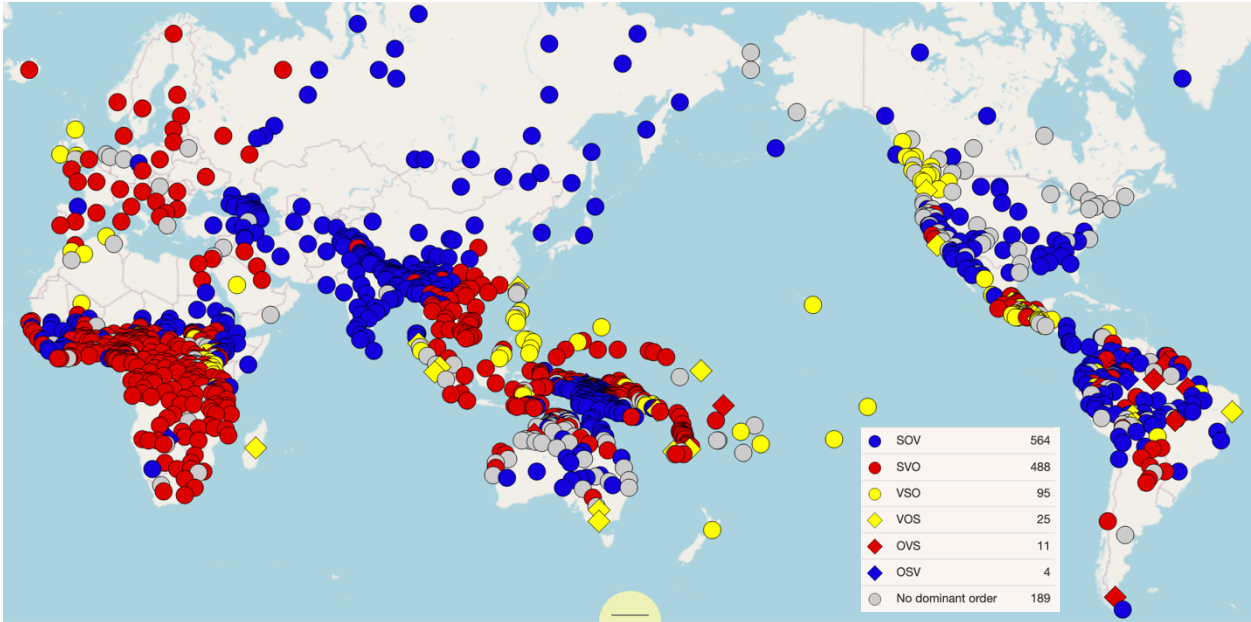 SOV 564
SVO 488
VSO 95
VOS 25
OVS 11
OSV 4
No dominant order 189